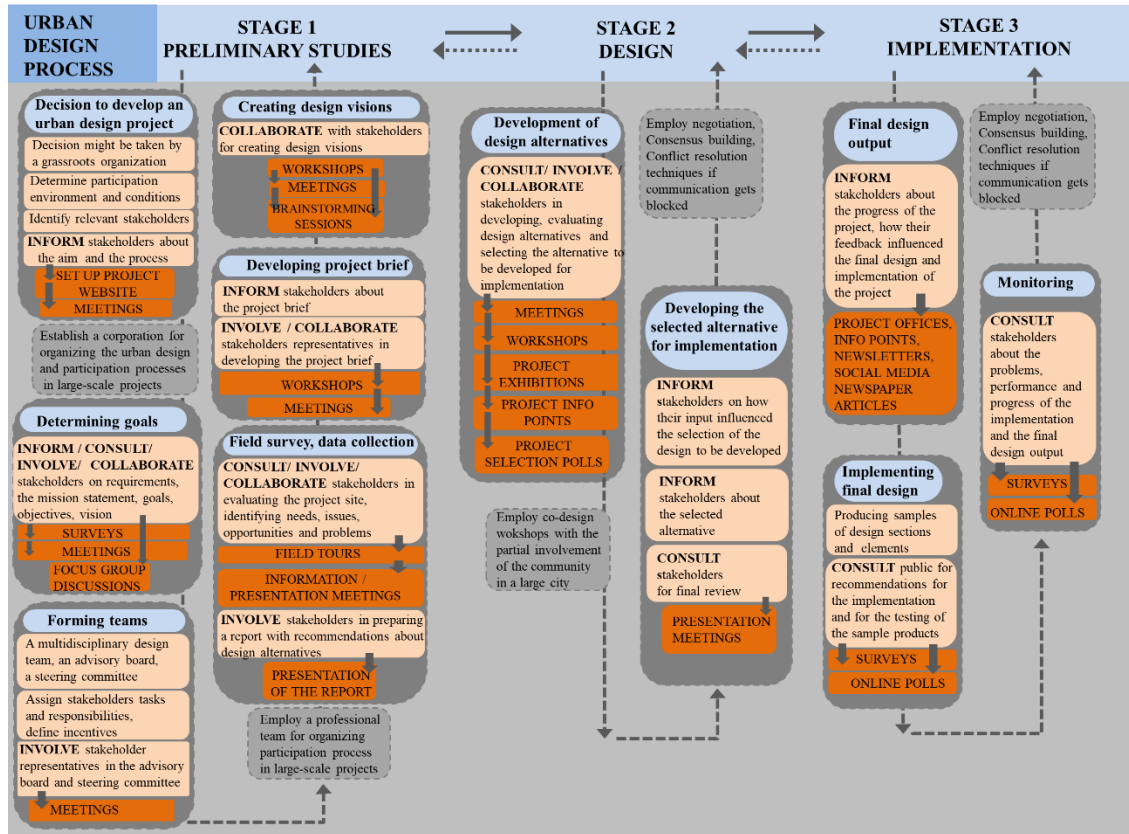 URBAN
DESIGN
PROCESS
STAGE 1
PRELIMINARY STUDIES
STAGE 2
DESIGN
STAGE 3
IMPLEMENTATION
Decision to develop an
urban design project
Decision might be taken by
a grassroots organization
Determine participation
environment and conditions
Identify relevant stakeholders
INFORM stakeholders about
the aim and the process
SET UP PROJECT
WEBSITE
MEETINGS
Establish a corporation for
organizing the urban design
and participation processes
in large-scale projects
Determining goals
INFORM / CONSULT/
INVOLVE/ COLLABORATE
stakeholders on requirements,
the mission statement, goals,
objectives, vision
SURVEYS
MEETINGS
FOCUS GROUP
DISCUSSIONS
Forming teams
A multidisciplinary design
team, an advisory board,
a steering committee
Assign stakeholders tasks
and responsibilities,
define incentives
INVOLVE stakeholder
representatives in the advisory
board and steering committee
MEETINGS
Creating design visions
COLLABORATE with stakeholders
for creating design visions
WORKSHOPS
MEETINGS
BRAINSTORMING
SESSIONS
Developing project brief
INFORM stakeholders about
the project brief
INVOLVE / COLLABORATE
stakeholders representatives in
developing the project brief
WORKSHOPS
MEETINGS
Field survey, data collection
CONSULT/ INVOLVE/
COLLABORATE stakeholders in
evaluating the project site,
identifying needs, issues,
opportunities and problems
FIELD TOURS
INFORMATION /
PRESENTATION MEETINGS
INVOLVE stakeholders in preparing
a report with recommendations about
design alternatives
PRESENTATION
OF THE REPORT
Employ a professional
team for organizing
participation process
in large-scale projects
Development of
design alternatives
CONSULT/ INVOLVE /
COLLABORATE
stakeholders in
developing, evaluating
design alternatives and
selecting the alternative to
be developed for
implementation
MEETINGS
WORKSHOPS
PROJECT
EXHIBITIONS
PROJECT INFO
POINTS
PROJECT
SELECTION POLLS
Employ co-design
wokshops with the
partial involvement
of the community
in a large city
Employ negotiation,
Consensus building,
Conflict resolution
techniques if
communication gets
blocked
Developing the
selected alternative
for implementation
INFORM
stakeholders on how
their input influenced
the selection of the
design to be developed
INFORM
stakeholders about
the selected
alternative
CONSULT
stakeholders
for final review
PRESENTATION
MEETINGS
Final design
output
INFORM
stakeholders about
the progress of the
project, how their
feedback influenced
the final design and
implementation of
the project
PROJECT OFFICES,
INFO POINTS,
NEWSLETTERS,
SOCIAL MEDIA
NEWSPAPER
ARTICLES
Implementing
final design
Producing samples
of design sections
and elements
CONSULT public for
recommendations for
the implementation
and for the testing of
the sample products
SURVEYS
ONLINE POLLS
Employ negotiation,
Consensus building,
Conflict resolution
techniques if
communication gets
blocked
Monitoring
CONSULT
stakeholders
about the
problems,
performance and
progress of the
implementation
and the final
design output
SURVEYS
ONLINE POLLS